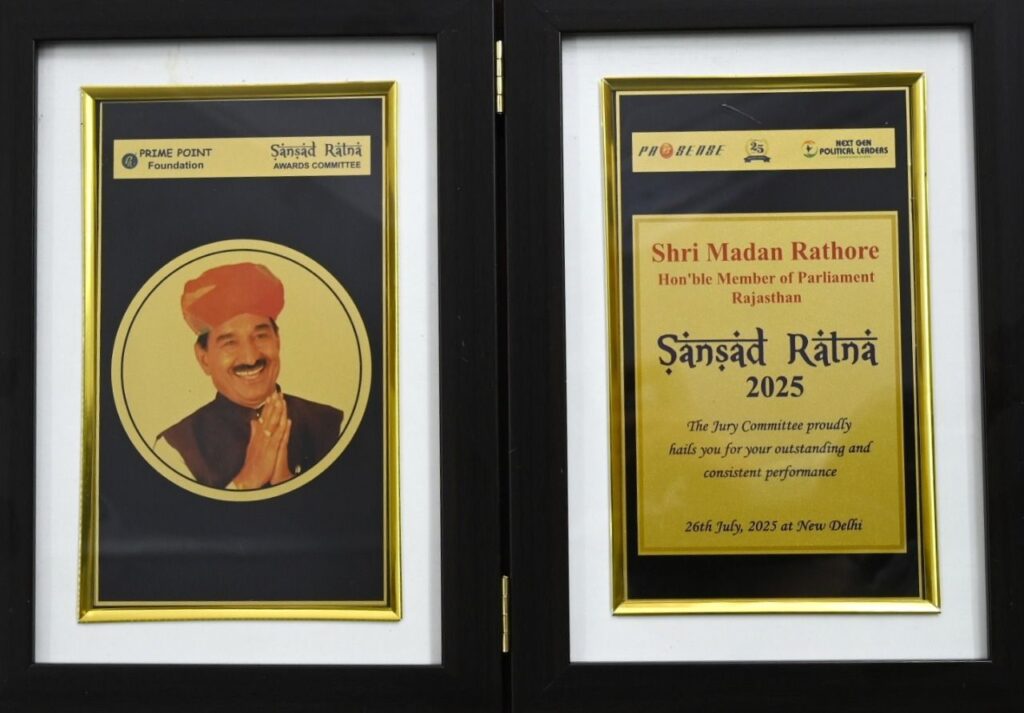 PRIME POINT
Foundation
Sansad Ratna
AWARDS COMMITTEE
PROSENSE
25
NEXT GEN
POLITICAL LEADERS
Shri Madan Rathore
Hon'ble Member of Parliament
Rajasthan
Sansad Ratna
2025
The Jury Committee proudly
hails you for your outstanding and
consistent performance
26th July, 2025 at New Delhi